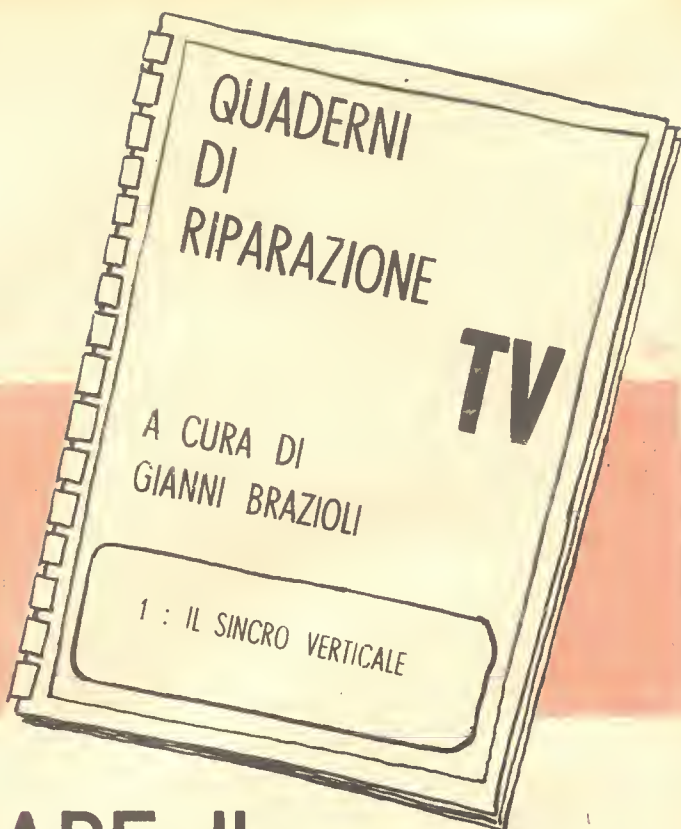 QUADERNI
DI
RIPARAZIONE
TV
A CURA DI
GIANNI BRAZIOLI
1 : IL SINCRO VERTICALE